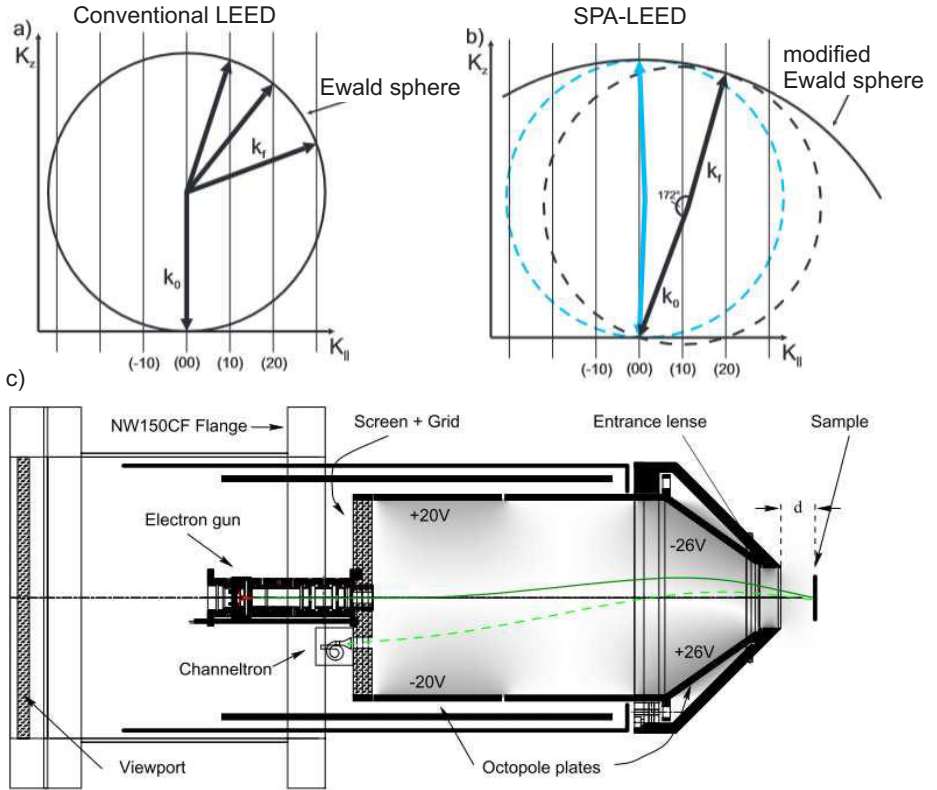 Conventional LEED
a)
K_z
Ewald sphere
k_f
k_0
K_||
(-10) (00) (10) (20)
SPA-LEED
b)
K_z
modified
Ewald sphere
k_f
172°
k_0
K_||
(-10) (00) (10) (20)
c)
NW150CF Flange
Screen + Grid
Entrance lense
Sample
Electron gun
+20V
-26V
d
Channeltron
-20V
+26V
Viewport
Octopole plates